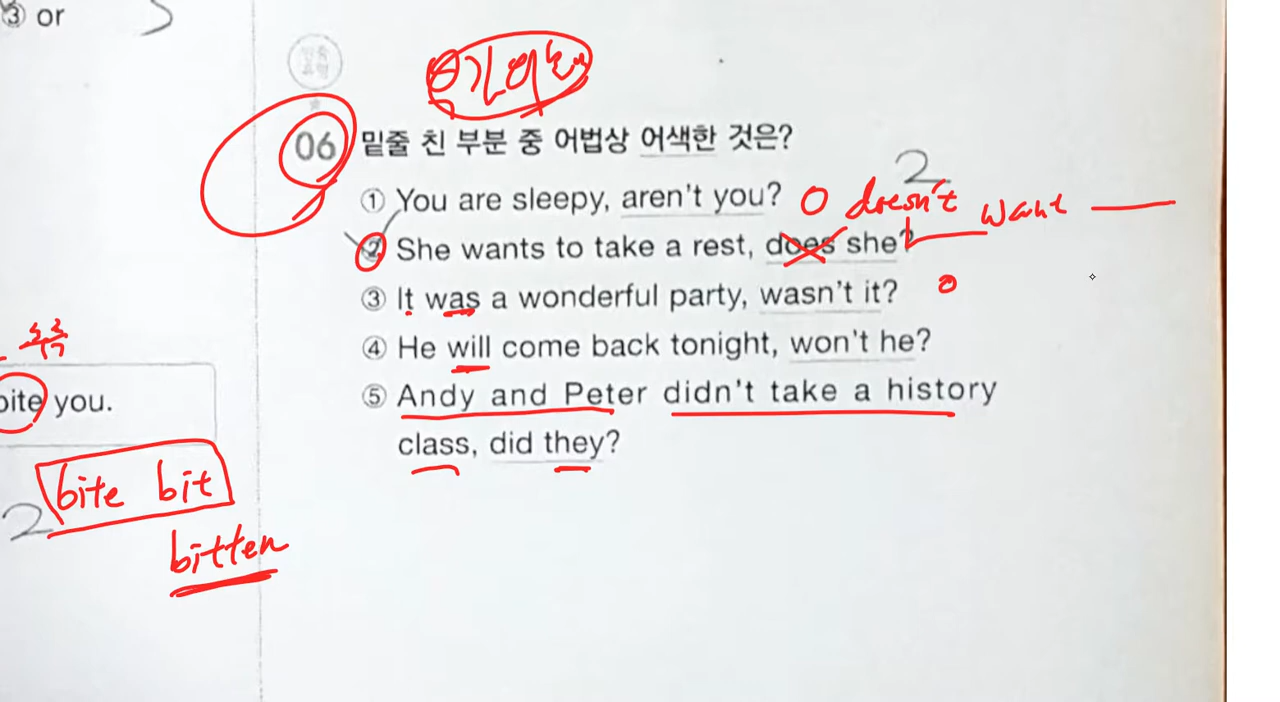 ③ or
06 밑줄 친 부분 중 어법상 어색한 것은?
2
① You are sleepy, aren't you? O doesn't want
② She wants to take a rest, does she?
③ It was a wonderful party, wasn't it?
④ He will come back tonight, won't he?
⑤ Andy and Peter didn't take a history
class, did they?
bite you.
bite bit
2
bitten